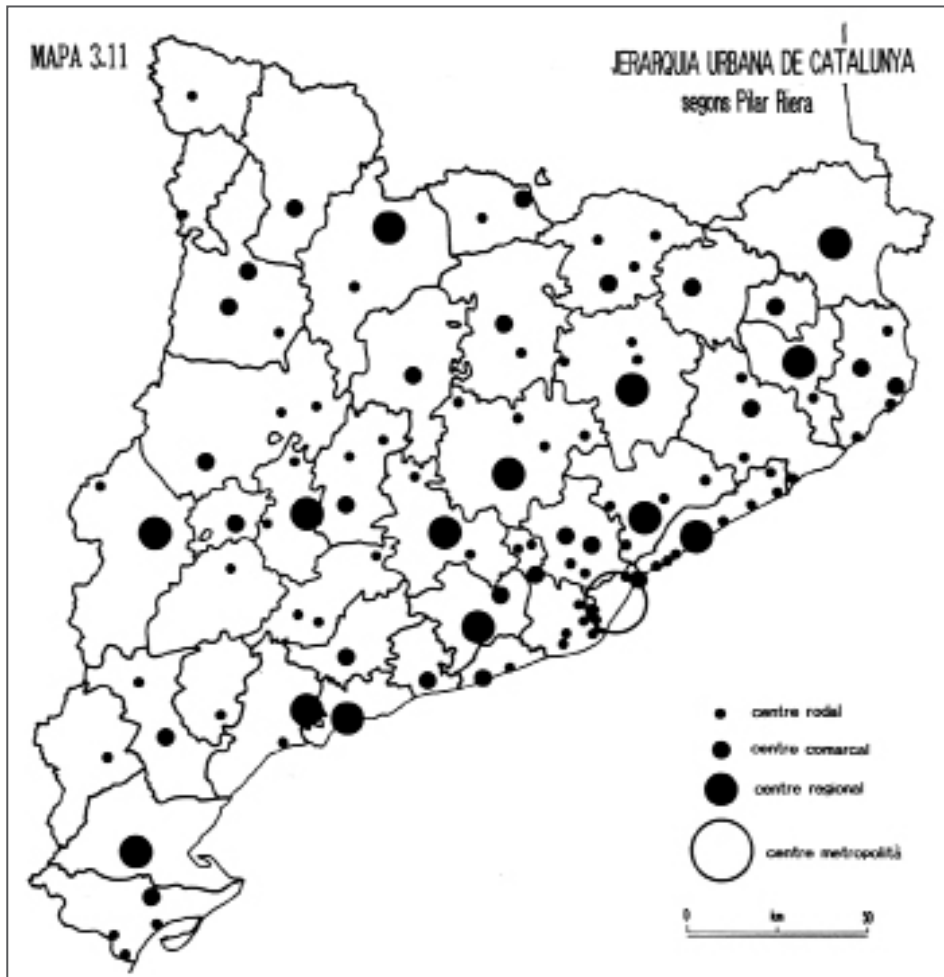 MAPA 3.11
JERARQUIA URBANA DE CATALUNYA
segons Pilar Riera
centre rodal
centre comarcal
centre regional
centre metropolità
0 km 50